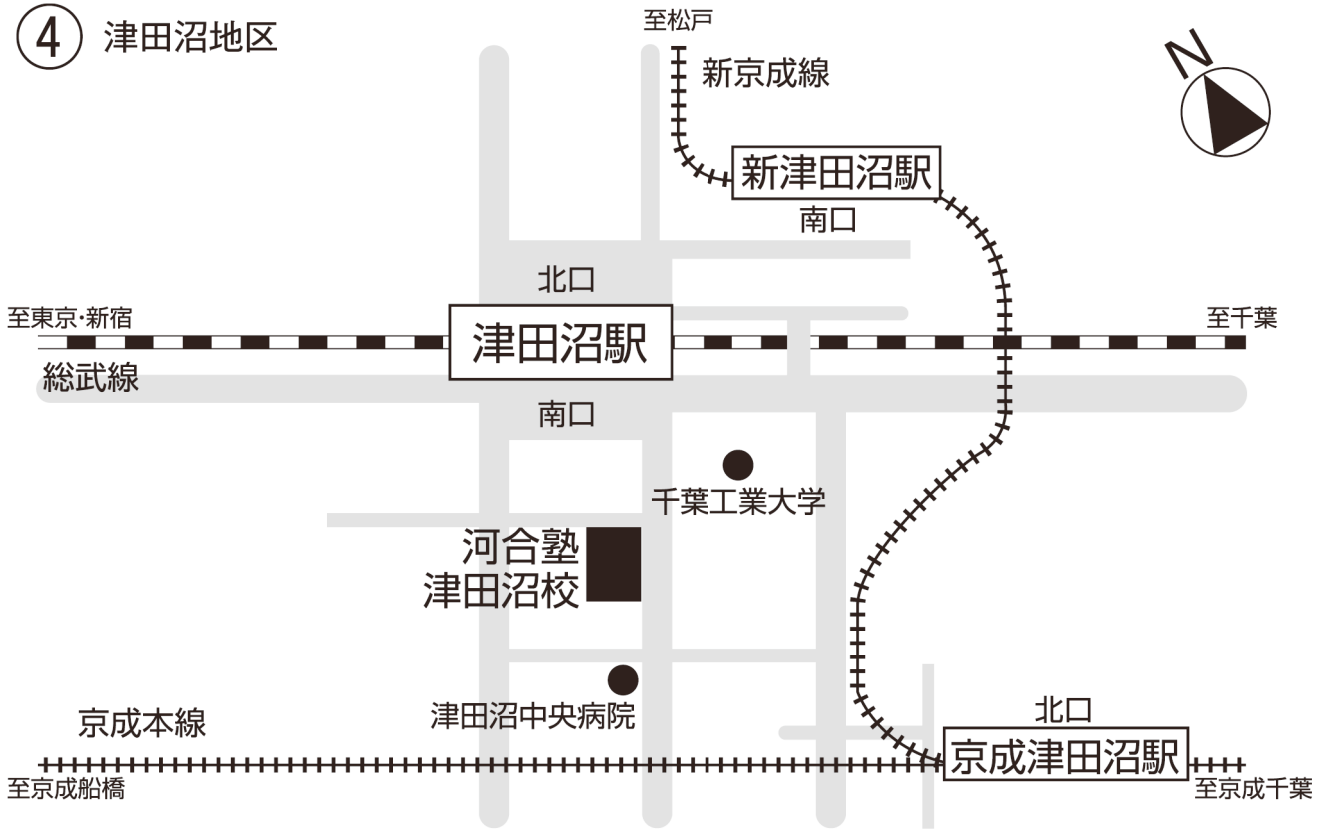 ④ 津田沼地区
至松戸
N
新京成線
新津田沼駅
南口
北口
至東京・新宿
津田沼駅
至千葉
総武線
南口
千葉工業大学
河合塾
津田沼校
津田沼中央病院
京成本線
北口
京成津田沼駅
至京成船橋
至京成千葉